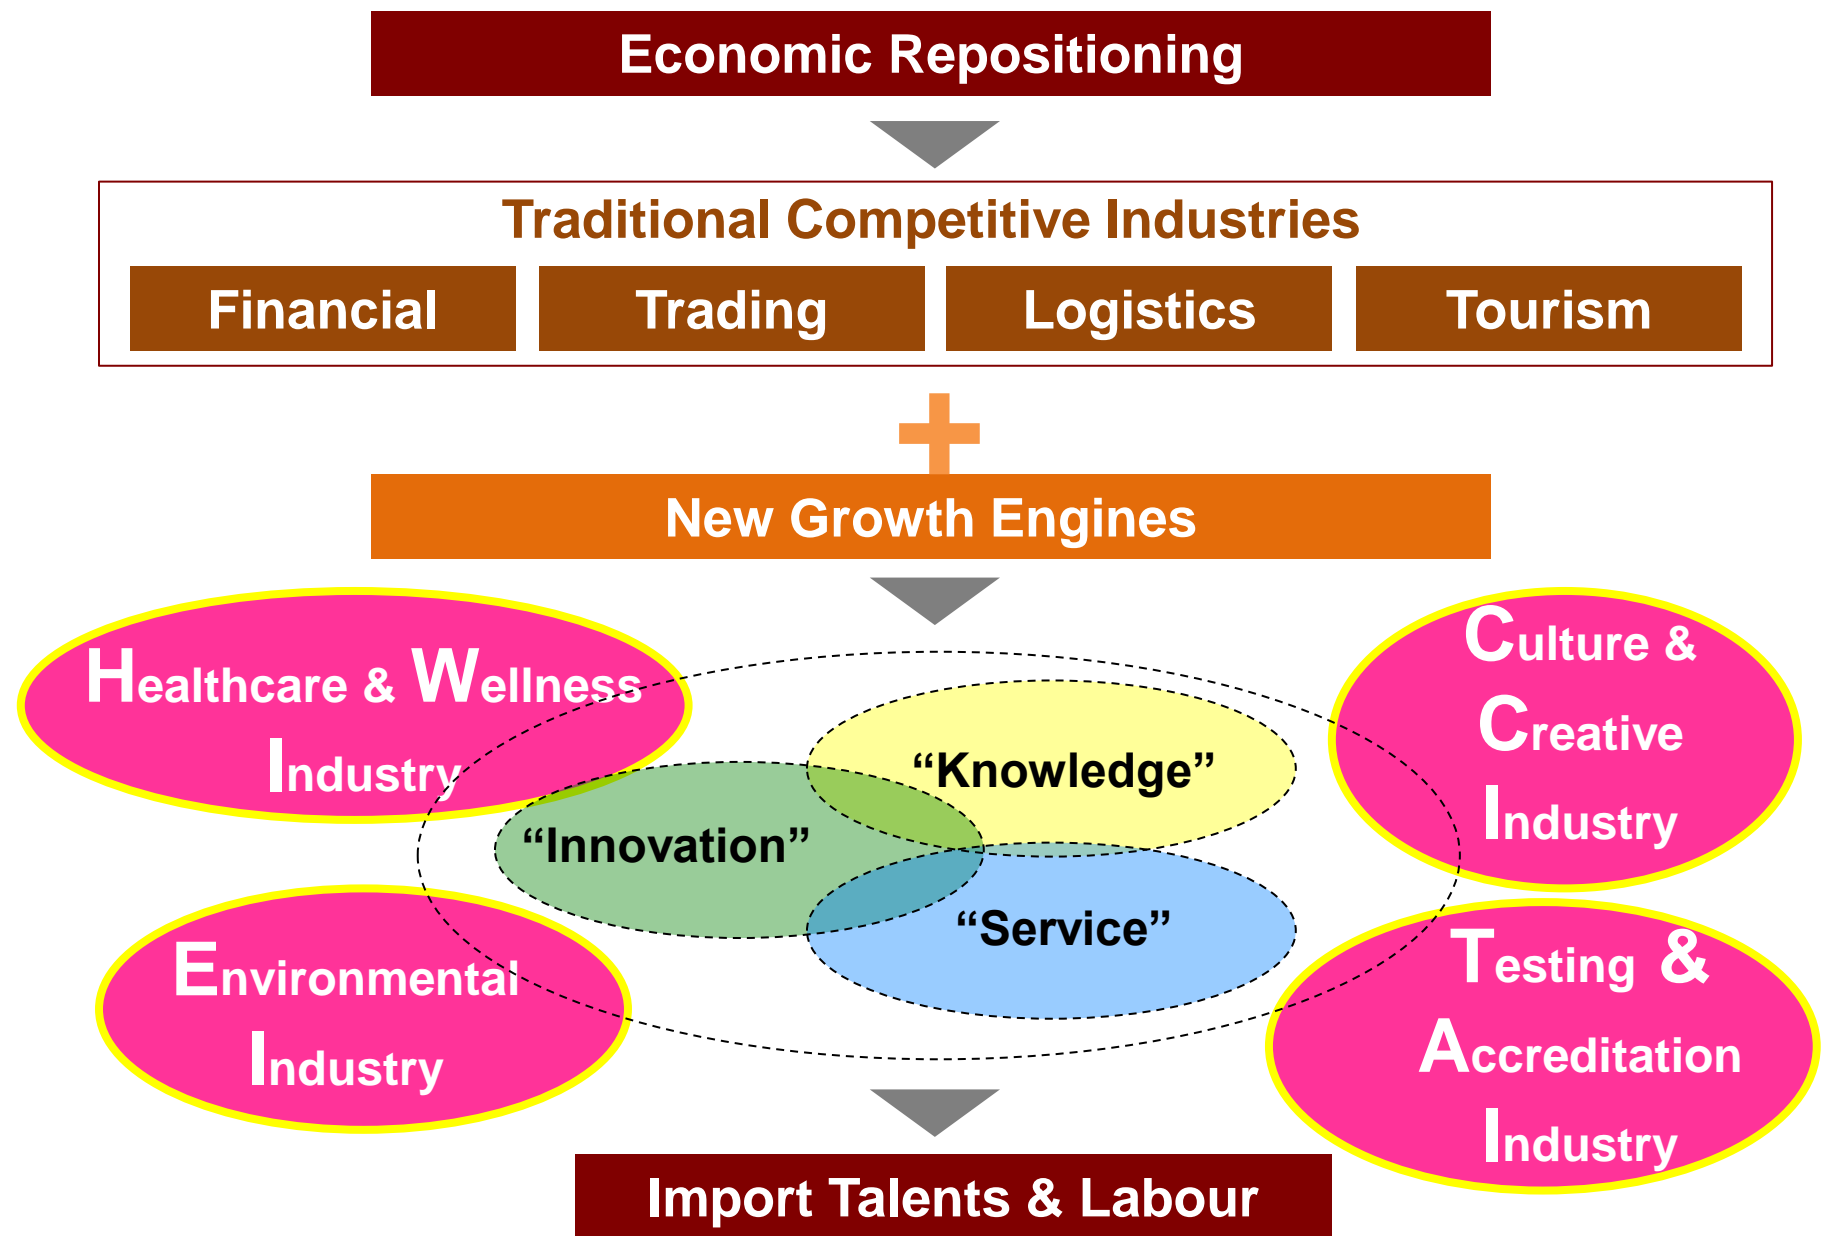 Economic Repositioning
Traditional Competitive Industries
Financial
Trading
Logistics
Tourism
New Growth Engines
Healthcare & Wellness
Industry
Culture &
Creative
Industry
“Knowledge”
“Innovation”
“Service”
Environmental
Industry
Testing &
Accreditation
Industry
Import Talents & Labour